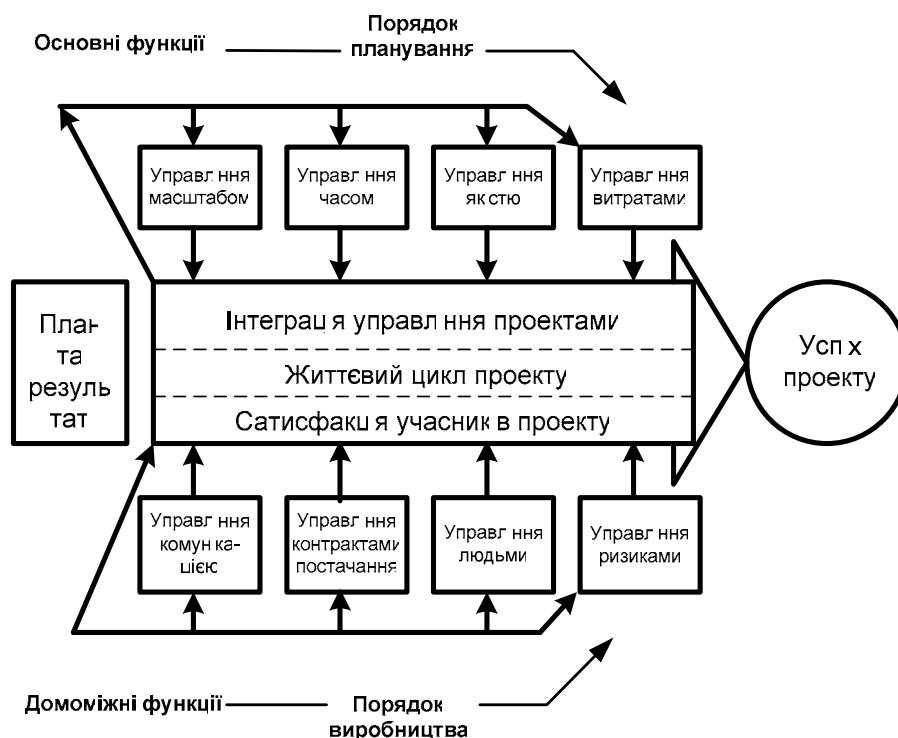 Основні функції
Порядок
планування
Управл ння
масштабом
Управл ння
часом
Управл ння
як стю
Управл ння
витратами
План
та
резуль
тат
Інтеграц я управл ння проектами
Життєвий цикл проекту
Сатисфакц я учасник в проекту
Усп х
проекту
Управл ння
комун ка-
цією
Управл ння
контрактами
постачання
Управл ння
людьми
Управл ння
ризиками
Домоміжні функції
Порядок
виробництва